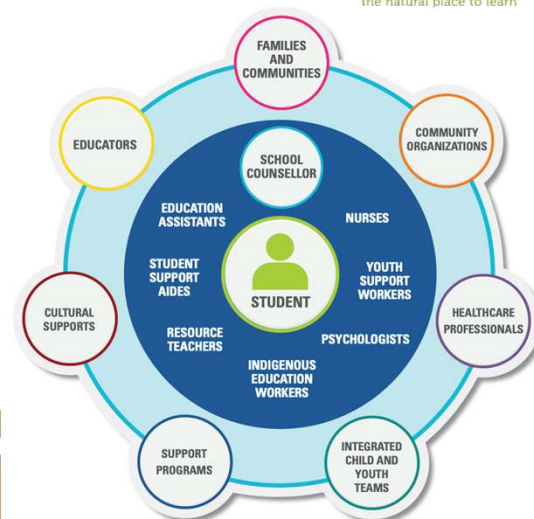 the natural place to learn
FAMILIES
AND
COMMUNITIES
EDUCATORS
COMMUNITY
ORGANIZATIONS
SCHOOL
COUNSELLOR
EDUCATION
ASSISTANTS
NURSES
STUDENT
SUPPORT
AIDES
STUDENT
YOUTH
SUPPORT
WORKERS
CULTURAL
SUPPORTS
HEALTHCARE
PROFESSIONALS
RESOURCE
TEACHERS
PSYCHOLOGISTS
INDIGENOUS
EDUCATION
WORKERS
SUPPORT
PROGRAMS
INTEGRATED
CHILD AND
YOUTH
TEAMS